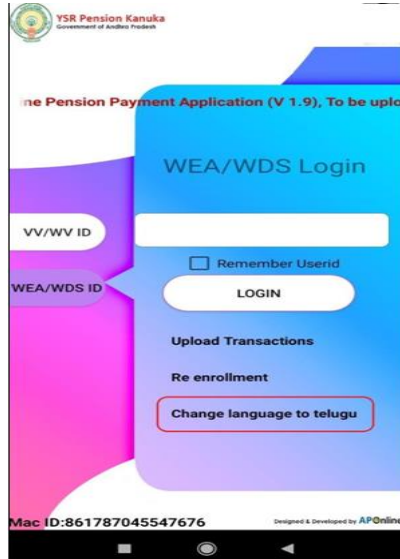 YSR Pension Kanuka
Government of Andhra Pradesh
ne Pension Payment Application (V 1.9), To be uplo
WEA/WDS Login
VV/WV ID
Remember Userid
WEA/WDS ID
LOGIN
Upload Transactions
Re enrollment
Change language to telugu
Mac ID:861787045547676
Designed & Developed by APOnline